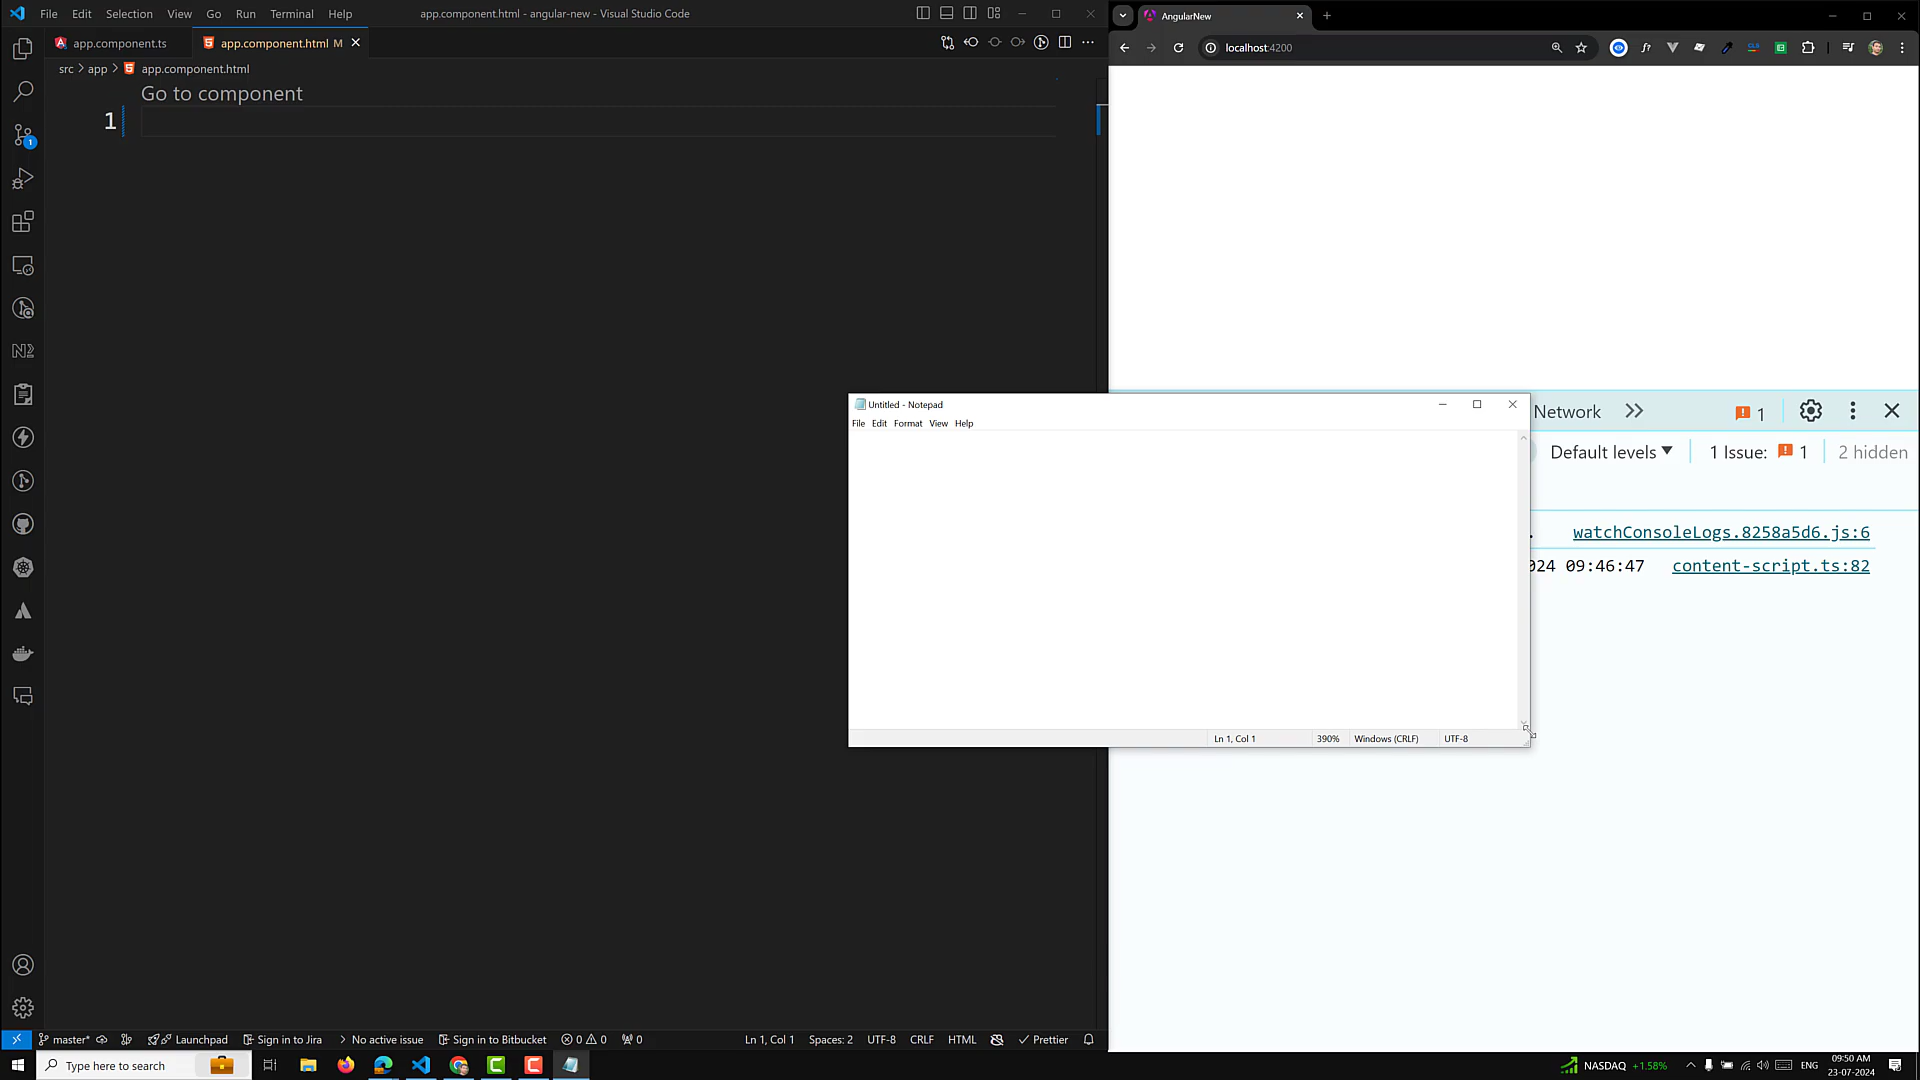 File Edit Selection View Go Run Terminal Help
app.component.html - angular-new - Visual Studio Code
app.component.ts
app.component.html M
src > app > app.component.html
Go to component
1
1
AngularNew
localhost:4200
Untitled - Notepad
File Edit Format View Help
Network
1
Default levels
1 Issue: 1
2 hidden
watchConsoleLogs.8258a5d6.js:6
024 09:46:47 content-script.ts:82
Ln 1, Col 1
390%
Windows (CRLF)
UTF-8
master*
Launchpad
Sign in to Jira
No active issue
Sign in to Bitbucket
0 0
0
Ln 1, Col 1
Spaces: 2
UTF-8
CRLF
HTML
Prettier
Type here to search
NASDAQ +1.58%
ENG
09:50 AM
23-07-2024